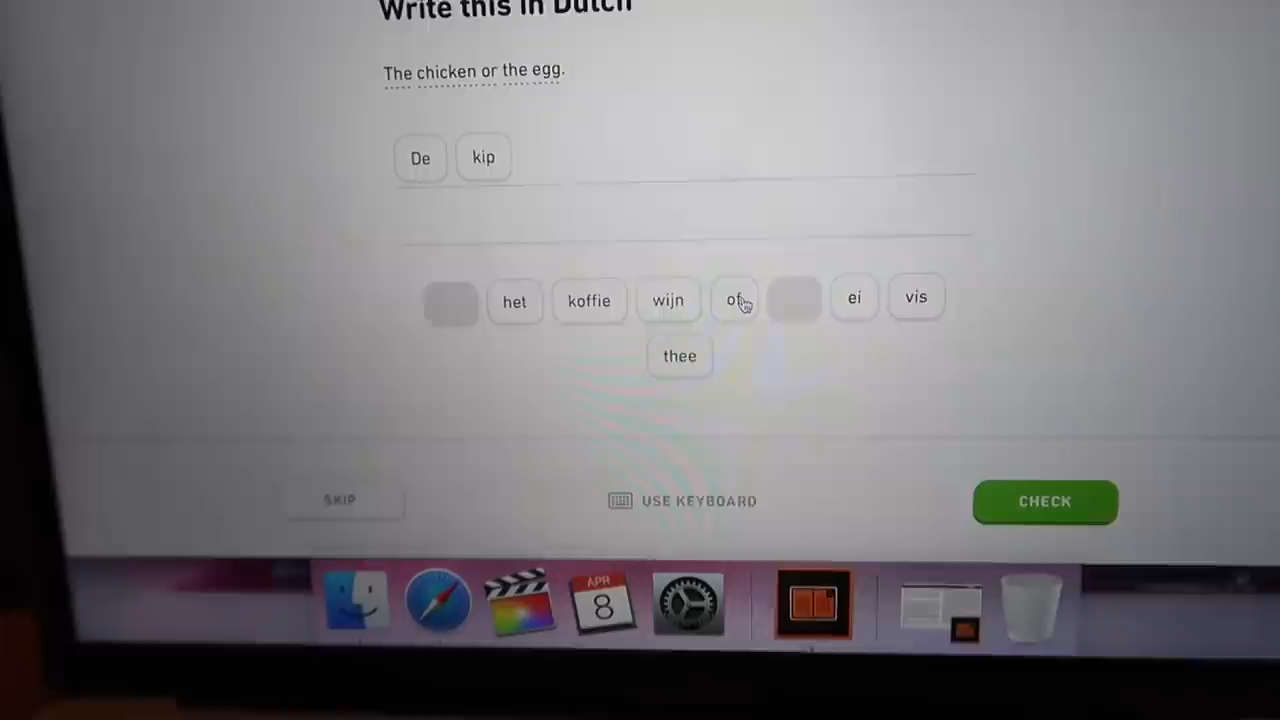 Write this in Dutch
The chicken or the egg.
De kip
het koffie wijn of ei vis
thee
SKIP USE KEYBOARD CHECK
APR
8